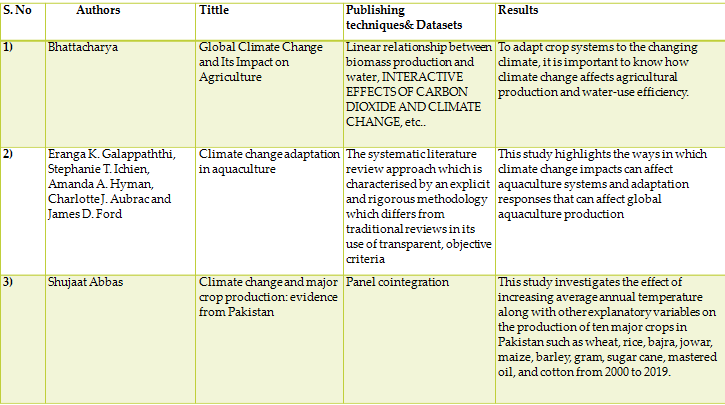 S. No
Authors
Tittle
Publishing
techniques& Datasets
Results
1)
Bhattacharya
Global Climate Change
and Its Impact on
Agriculture
Linear relationship between
biomass production and
water, INTERACTIVE
EFFECTS OF CARBON
DIOXIDE AND CLIMATE
CHANGE, etc..
To adapt crop systems to the changing
climate, it is important to know how
climate change affects agricultural
production and water-use efficiency.
2)
Eranga K. Galappaththi,
Stephanie T. Ichien,
Amanda A. Hyman,
Charlotte J. Aubrac and
James D. Ford
Climate change adaptation
in aquaculture
The systematic literature
review approach which is
characterised by an explicit
and rigorous methodology
which differs from
traditional reviews in its
use of transparent, objective
criteria
This study highlights the ways in which
climate change impacts can affect
aquaculture systems and adaptation
responses that can affect global
aquaculture production
3)
Shujaat Abbas
Climate change and major
crop production: evidence
from Pakistan
Panel cointegration
This study investigates the effect of
increasing average annual temperature
along with other explanatory variables on
the production of ten major crops in
Pakistan such as wheat, rice, bajra, jowar,
maize, barley, gram, sugar cane, mastered
oil, and cotton from 2000 to 2019.